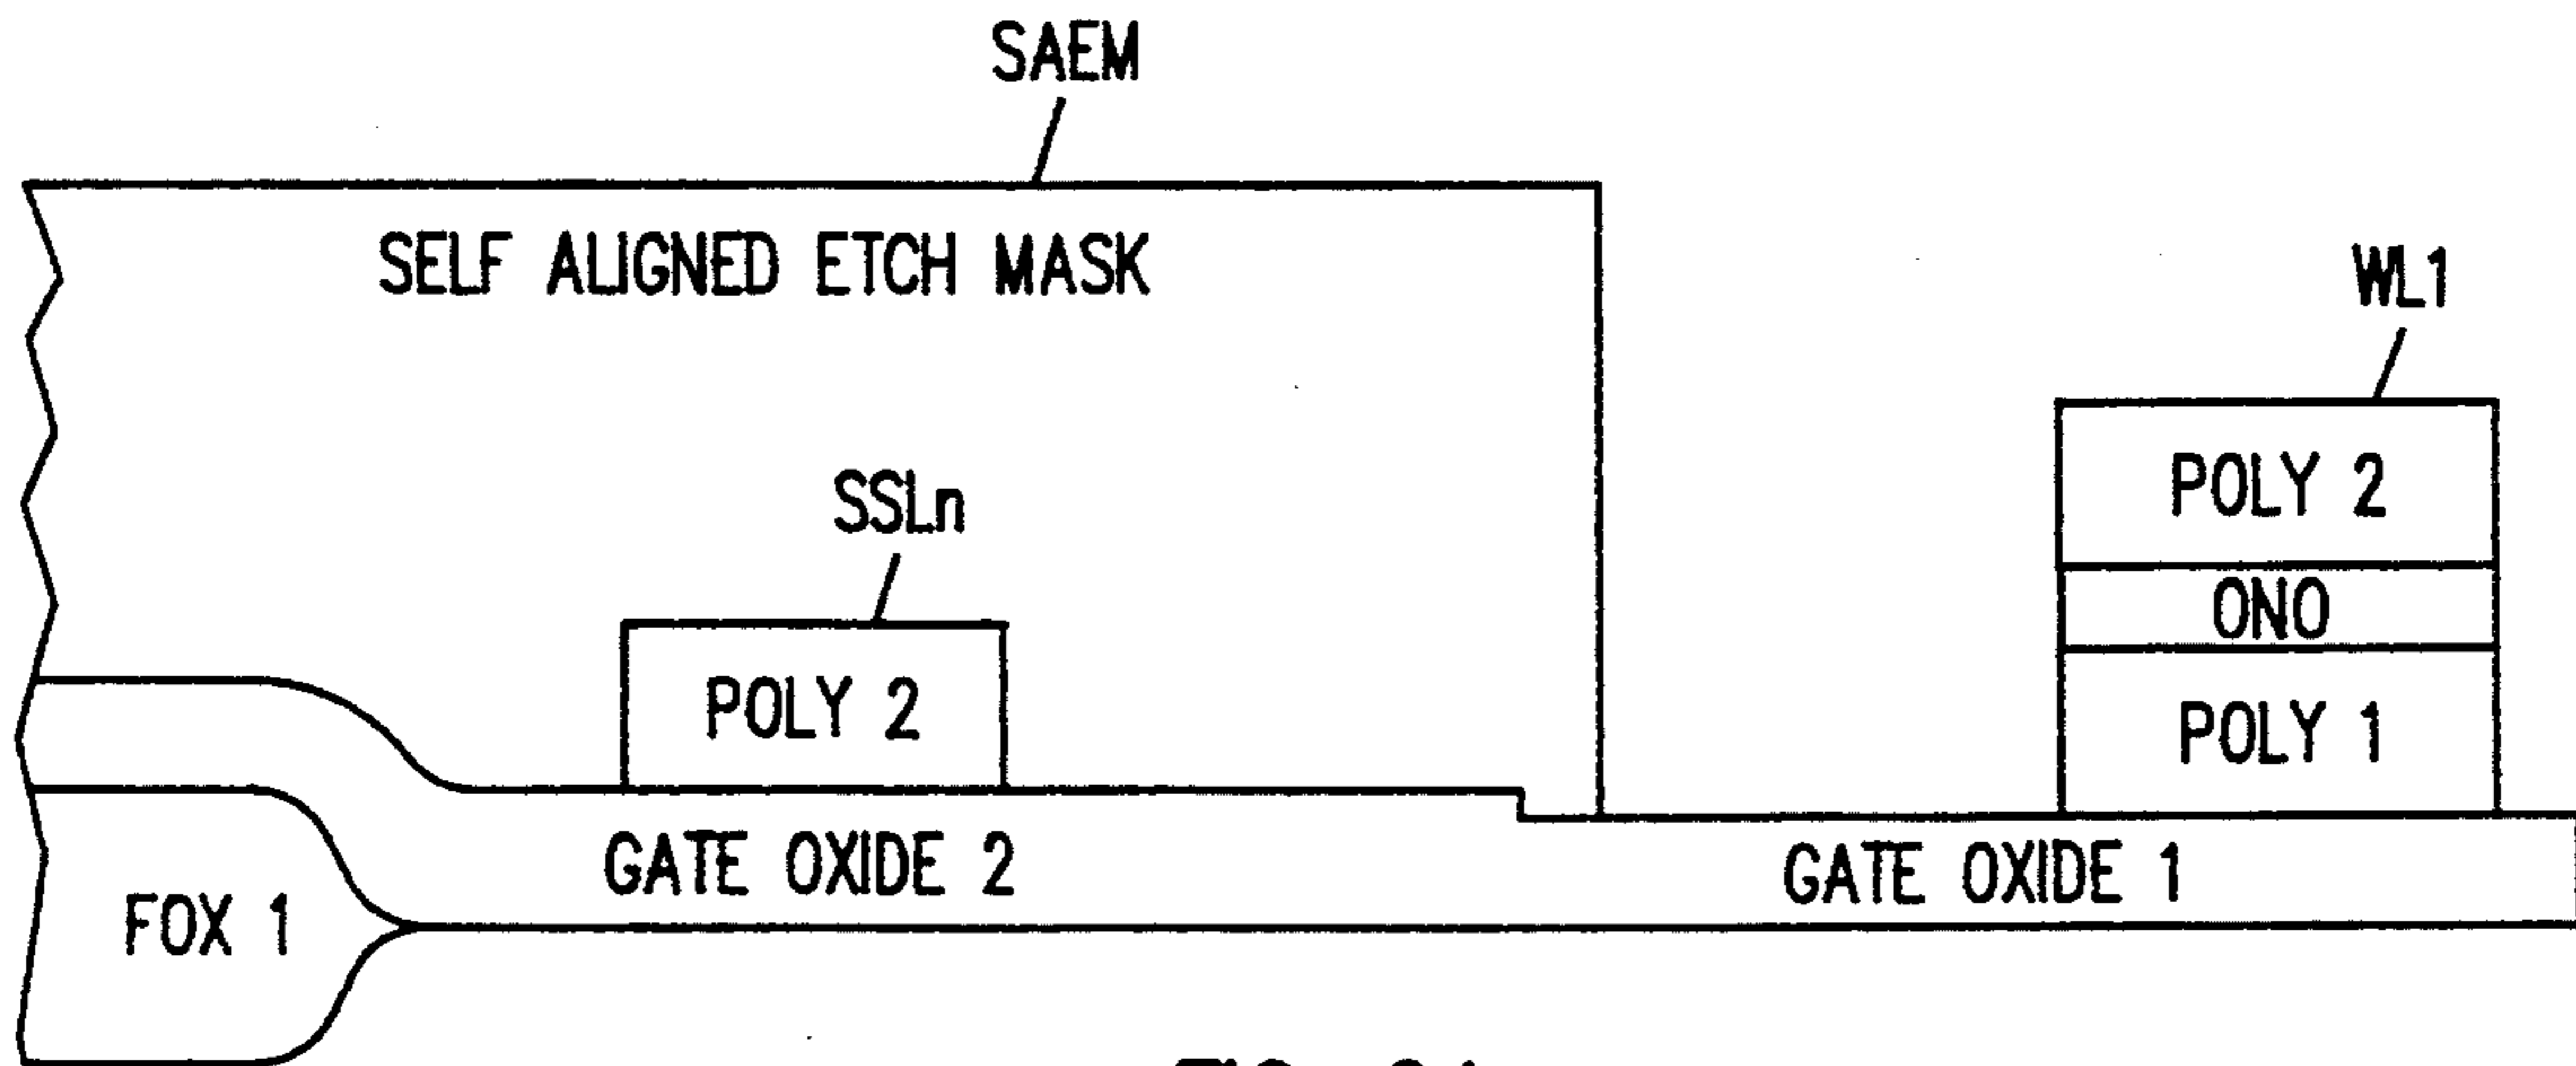 SAEM
SELF ALIGNED ETCH MASK
WL1
SSLn
POLY 2
ONO
POLY 1
POLY 2
GATE OXIDE 2
GATE OXIDE 1
FOX 1